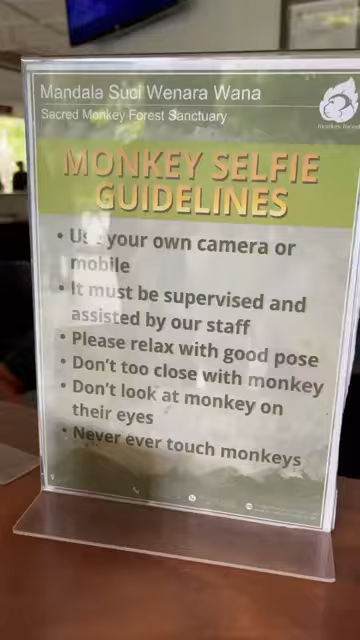 Mandala Suci Wenara Wana
Sacred Monkey Forest Sanctuary
MONKEY SELFIE
GUIDELINES
• Use your own camera or
mobile
• It must be supervised and
assisted by our staff
• Please relax with good pose
• Don't too close with monkey
• Don't look at monkey on
their eyes
• Never ever touch monkeys